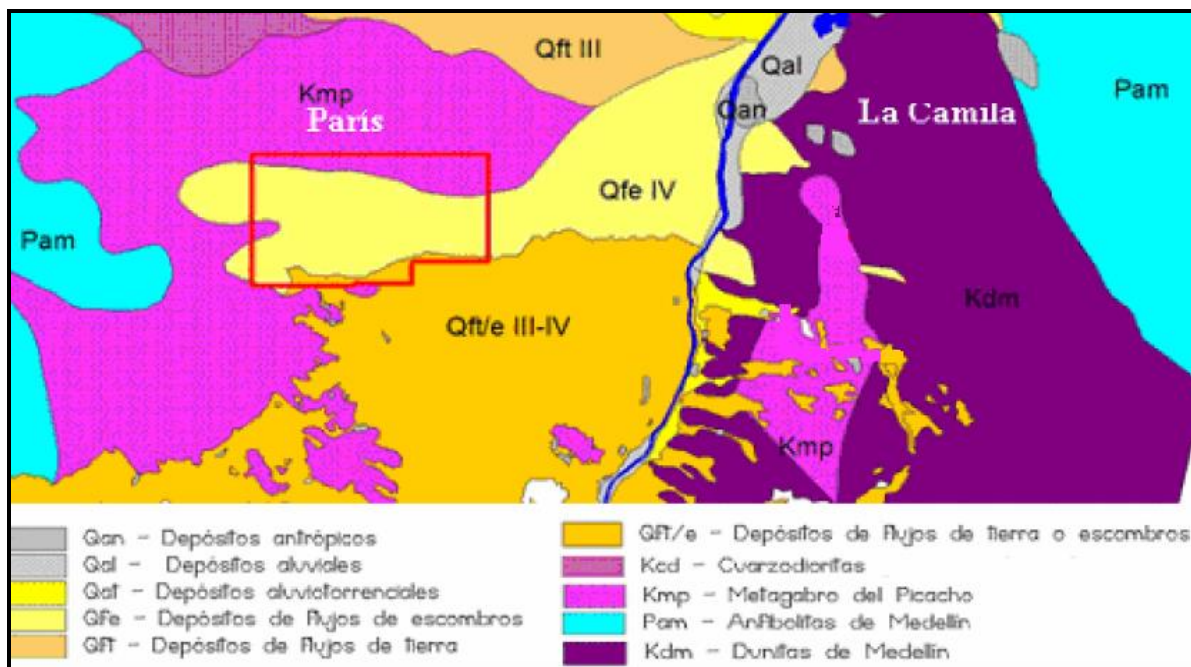 Qft III
Qal
Kmp
Pam
París
Qan
La Camila
Qfe IV
Pam
Kdm
Qft/e III-IV
Kmp
Qan - Depósitos antrópicos
Qal - Depósitos aluviales
Qat - Depósitos aluviotorrenciales
Qfe - Depósitos de flujos de escombros
Qft - Depósitos de flujos de tierra
Qft/e - Depósitos de flujos de tierra o escombros
Kcd - Cuarzodioritas
Kmp - Metagabro del Picacho
Pam - Anfibolitas de Medellín
Kdm - Dunitas de Medellín